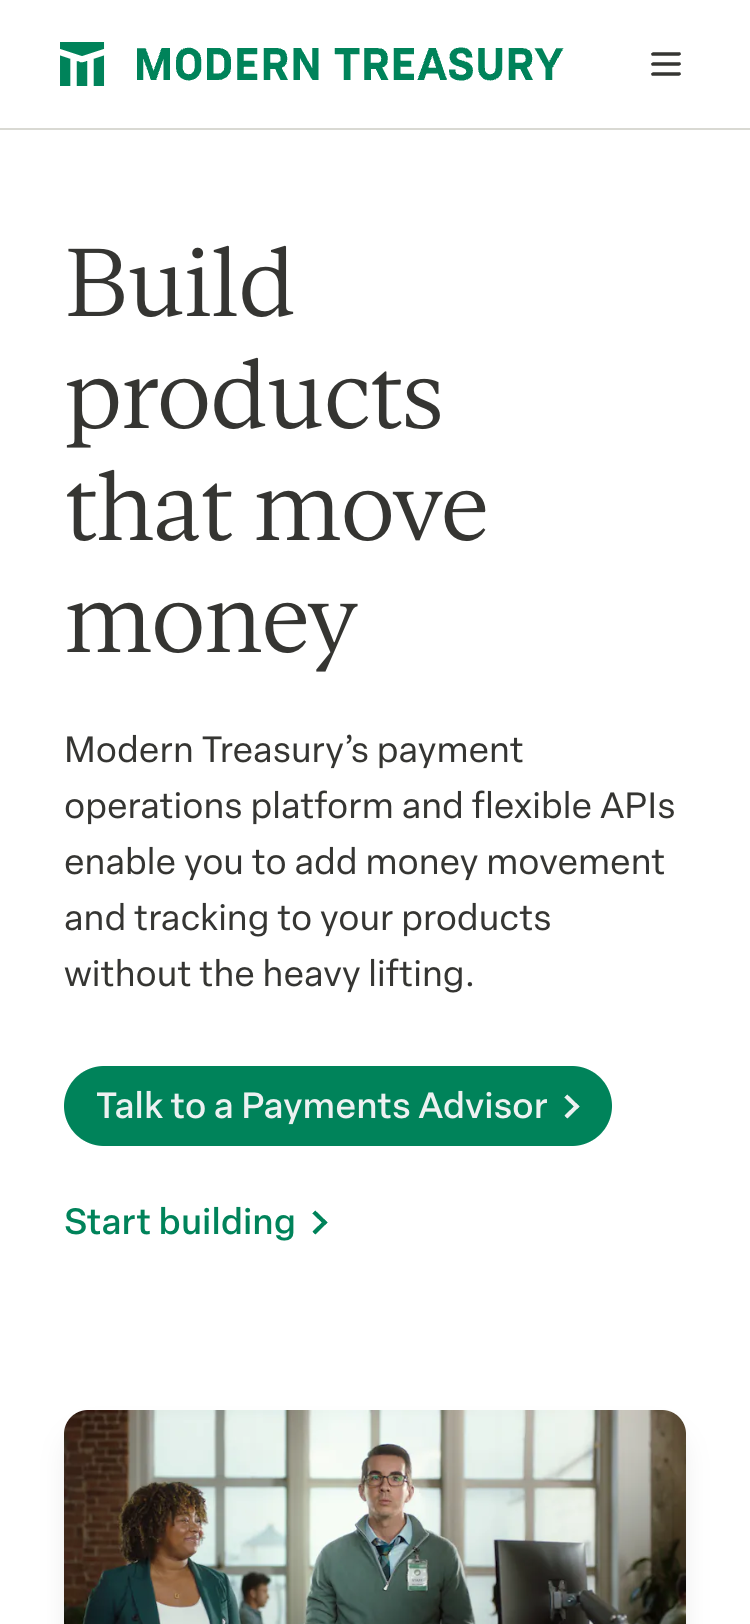 MODERN TREASURY
Build
products
that move
money
Modern Treasury’s payment
operations platform and flexible APIs
enable you to add money movement
and tracking to your products
without the heavy lifting.
Talk to a Payments Advisor
Start building